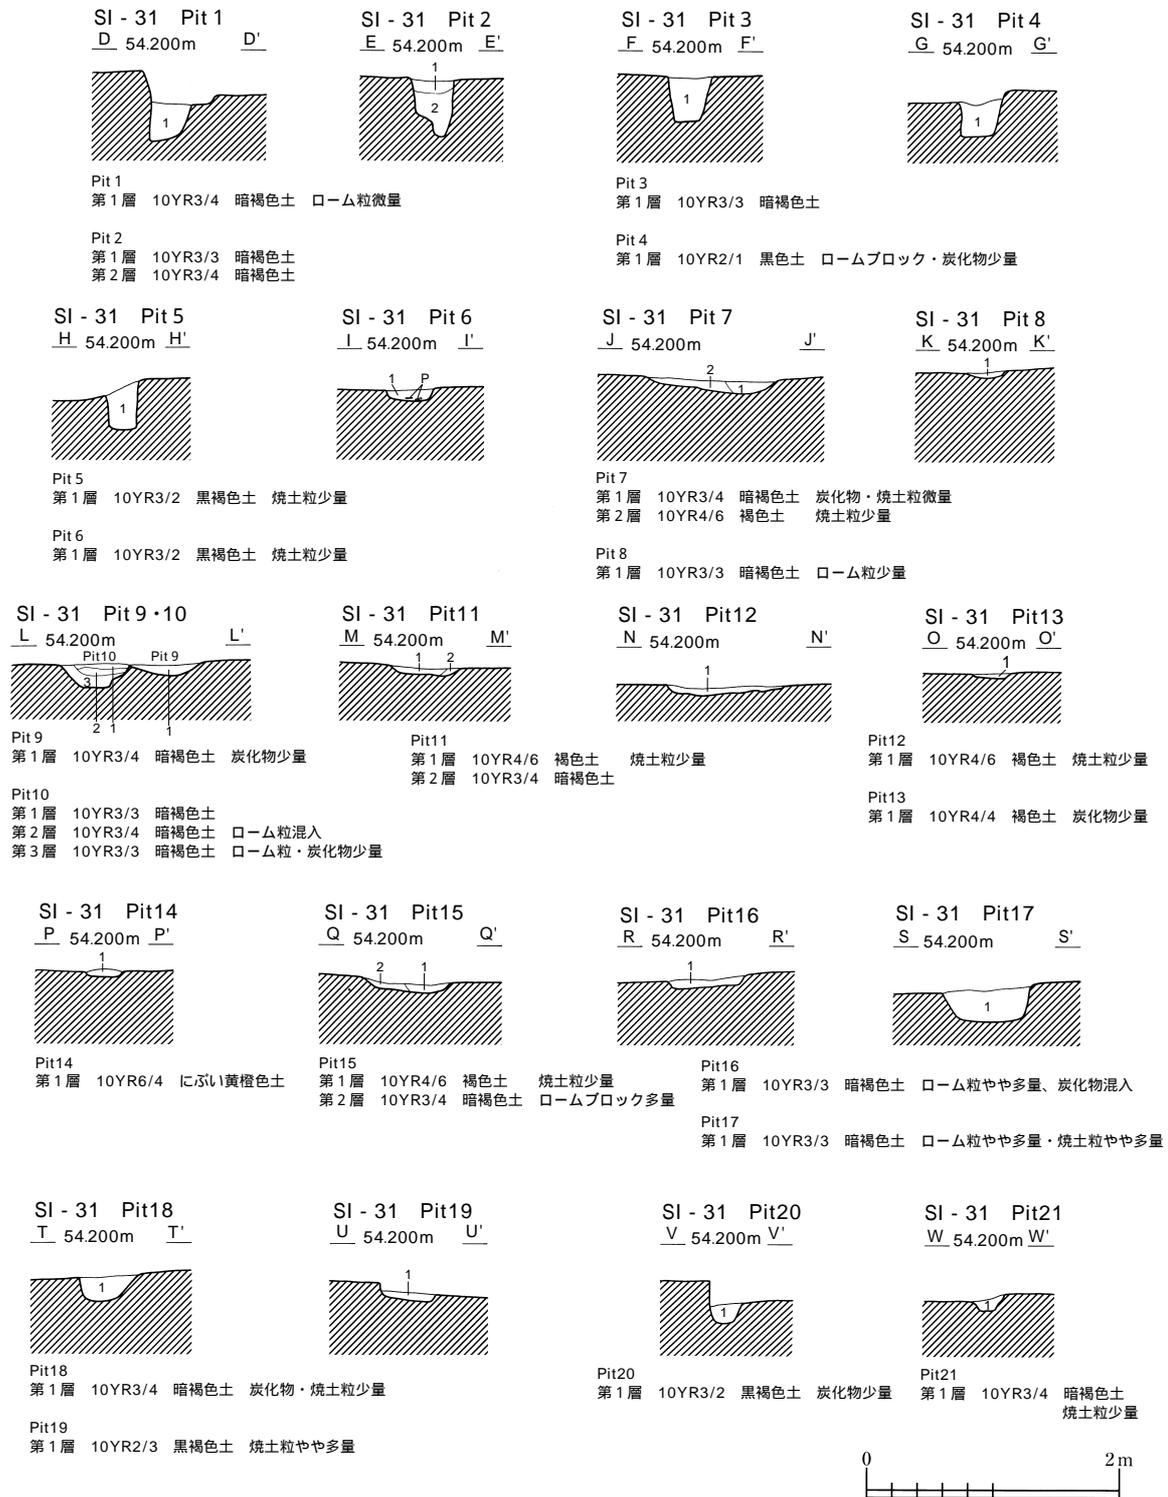 SI - 31 Pit 1
D 54.200m D'
1
SI - 31 Pit 2
E 54.200m E'
1
2
SI - 31 Pit 3
F 54.200m F'
1
SI - 31 Pit 4
G 54.200m G'
1
Pit 1
第1層 10YR3/4 暗褐色土 ローム粒微量
Pit 2
第1層 10YR3/3 暗褐色土
第2層 10YR3/4 暗褐色土
Pit 3
第1層 10YR3/3 暗褐色土
Pit 4
第1層 10YR2/1 黒色土 ロームブロック・炭化物少量
SI - 31 Pit 5
H 54.200m H'
1
SI - 31 Pit 6
I 54.200m I'
1 P
SI - 31 Pit 7
J 54.200m J'
2
1
SI - 31 Pit 8
K 54.200m K'
1
Pit 5
第1層 10YR3/2 黒褐色土 焼土粒少量
Pit 6
第1層 10YR3/2 黒褐色土 焼土粒少量
Pit 7
第1層 10YR3/4 暗褐色土 炭化物・焼土粒微量
第2層 10YR4/6 褐色土 焼土粒少量
Pit 8
第1層 10YR3/3 暗褐色土 ローム粒少量
SI - 31 Pit 9・10
L 54.200m L'
Pit10 Pit 9
3
2 1 1
SI - 31 Pit11
M 54.200m M'
1 2
SI - 31 Pit12
N 54.200m N'
1
SI - 31 Pit13
O 54.200m O'
1
Pit 9
第1層 10YR3/4 暗褐色土 炭化物少量
Pit10
第1層 10YR3/3 暗褐色土
第2層 10YR3/4 暗褐色土 ローム粒混入
第3層 10YR3/3 暗褐色土 ローム粒・炭化物少量
Pit11
第1層 10YR4/6 褐色土 焼土粒少量
第2層 10YR3/4 暗褐色土
Pit12
第1層 10YR4/6 褐色土 焼土粒少量
Pit13
第1層 10YR4/4 褐色土 炭化物少量
SI - 31 Pit14
P 54.200m P'
1
SI - 31 Pit15
Q 54.200m Q'
2 1
SI - 31 Pit16
R 54.200m R'
1
SI - 31 Pit17
S 54.200m S'
1
Pit14
第1層 10YR6/4 にぶい黄橙色土
Pit15
第1層 10YR4/6 褐色土 焼土粒少量
第2層 10YR3/4 暗褐色土 ロームブロック多量
Pit16
第1層 10YR3/3 暗褐色土 ローム粒やや多量、炭化物混入
Pit17
第1層 10YR3/3 暗褐色土 ローム粒やや多量・焼土粒やや多量
SI - 31 Pit18
T 54.200m T'
1
SI - 31 Pit19
U 54.200m U'
1
SI - 31 Pit20
V 54.200m V'
1
SI - 31 Pit21
W 54.200m W'
1
Pit18
第1層 10YR3/4 暗褐色土 炭化物・焼土粒少量
Pit19
第1層 10YR2/3 黒褐色土 焼土粒やや多量
Pit20
第1層 10YR3/2 黒褐色土 炭化物少量
Pit21
第1層 10YR3/4 暗褐色土
焼土粒少量
0 2m